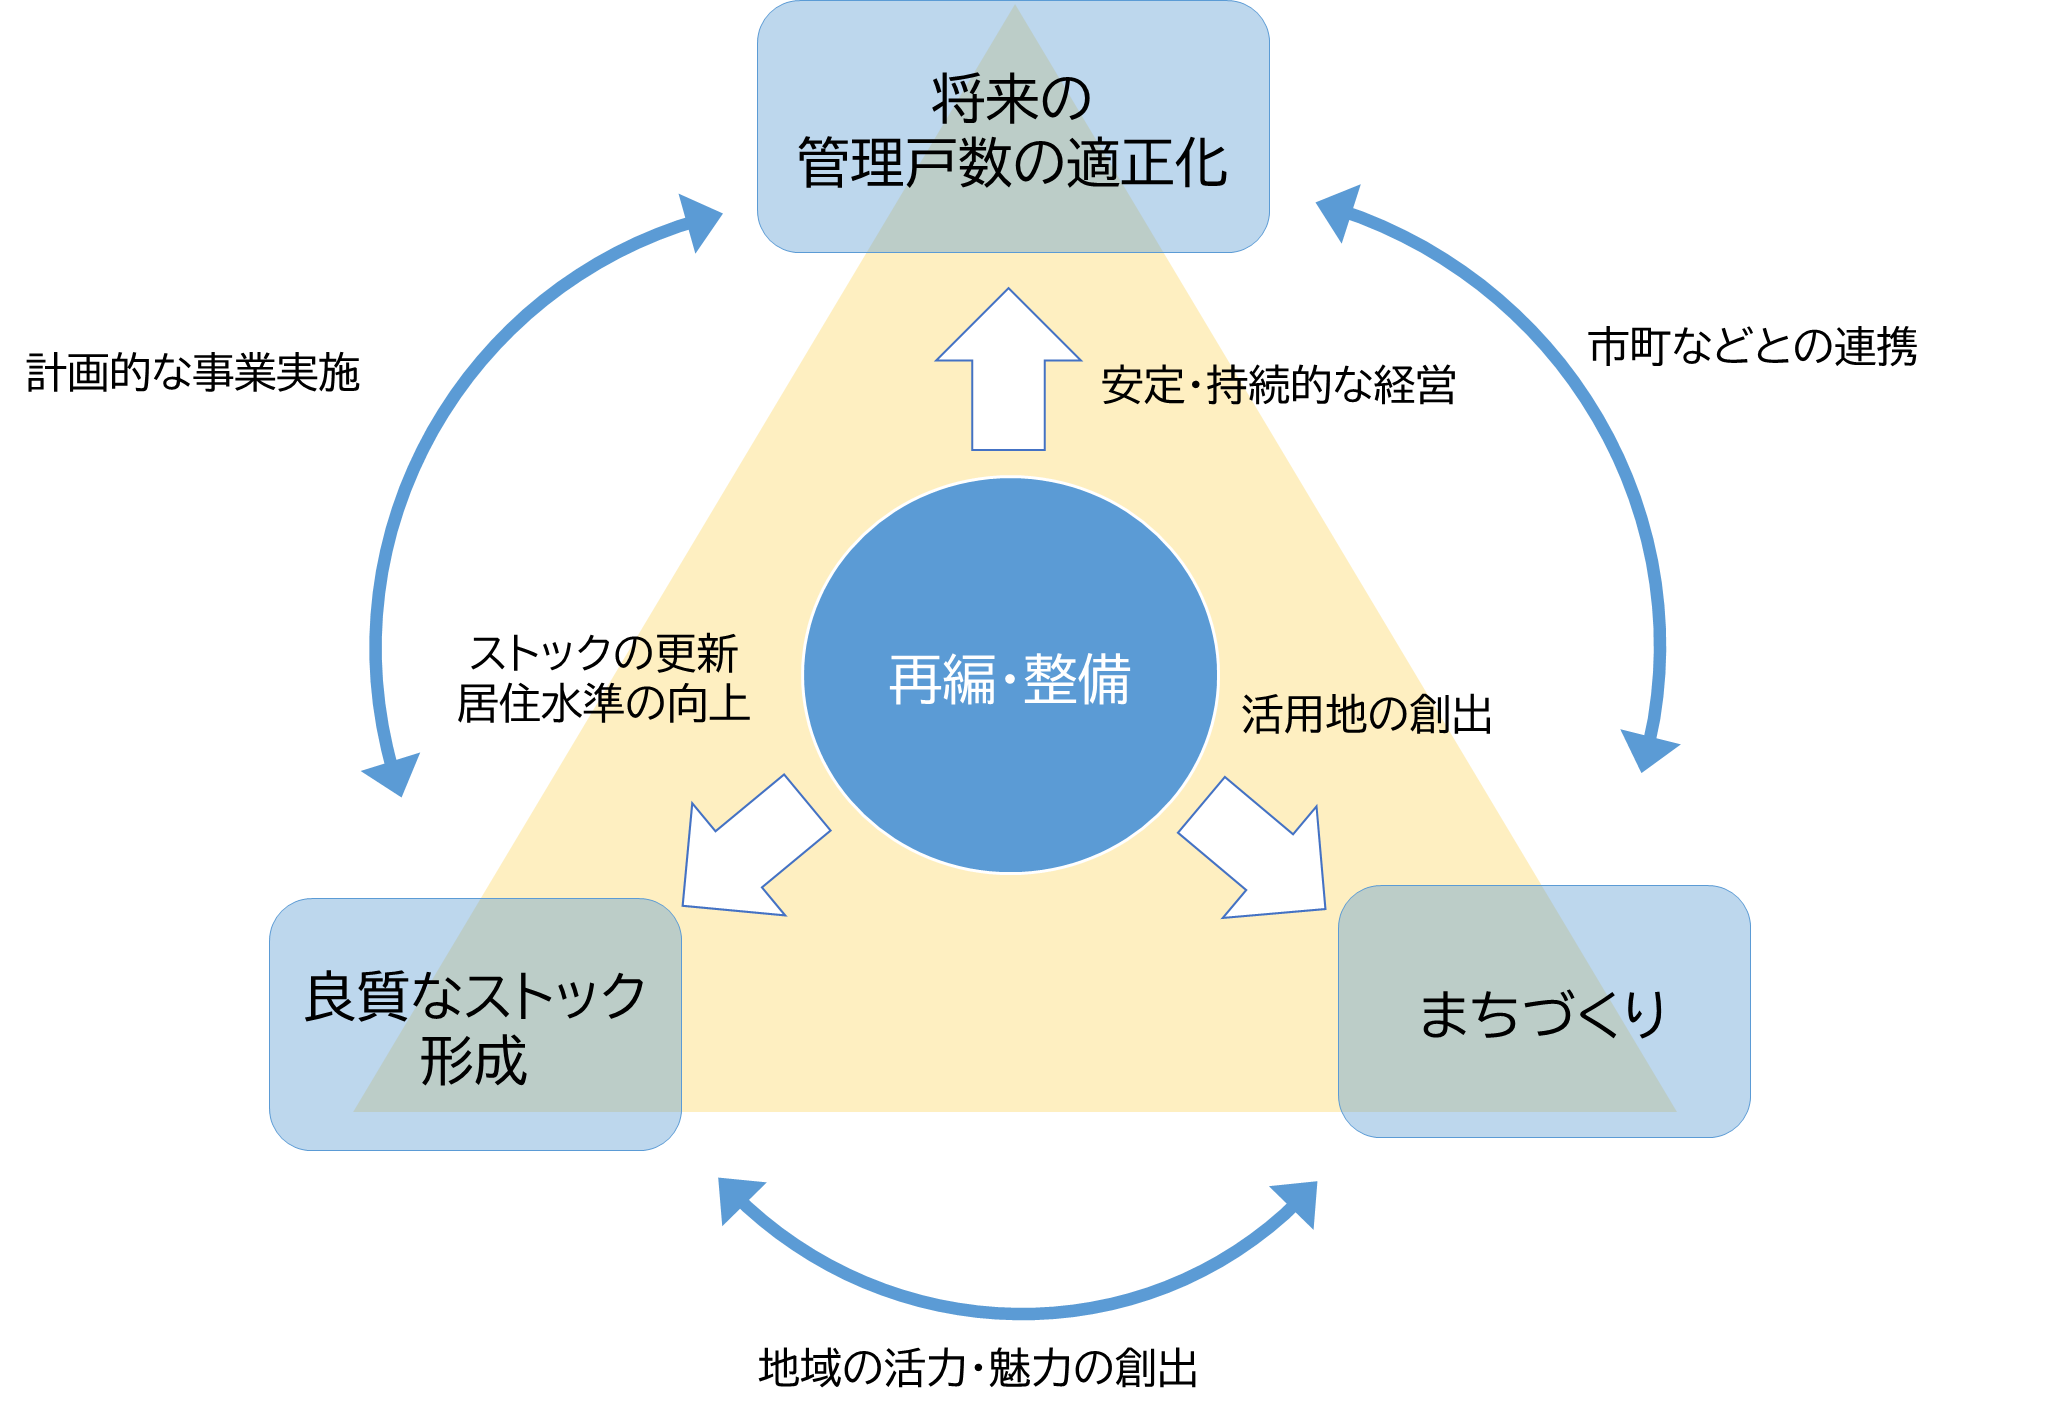 将来の
管理戸数の適正化
計画的な事業実施
市町などとの連携
安定・持続的な経営
ストックの更新
居住水準の向上
再編・整備
活用地の創出
良質なストック
形成
まちづくり
地域の活力・魅力の創出